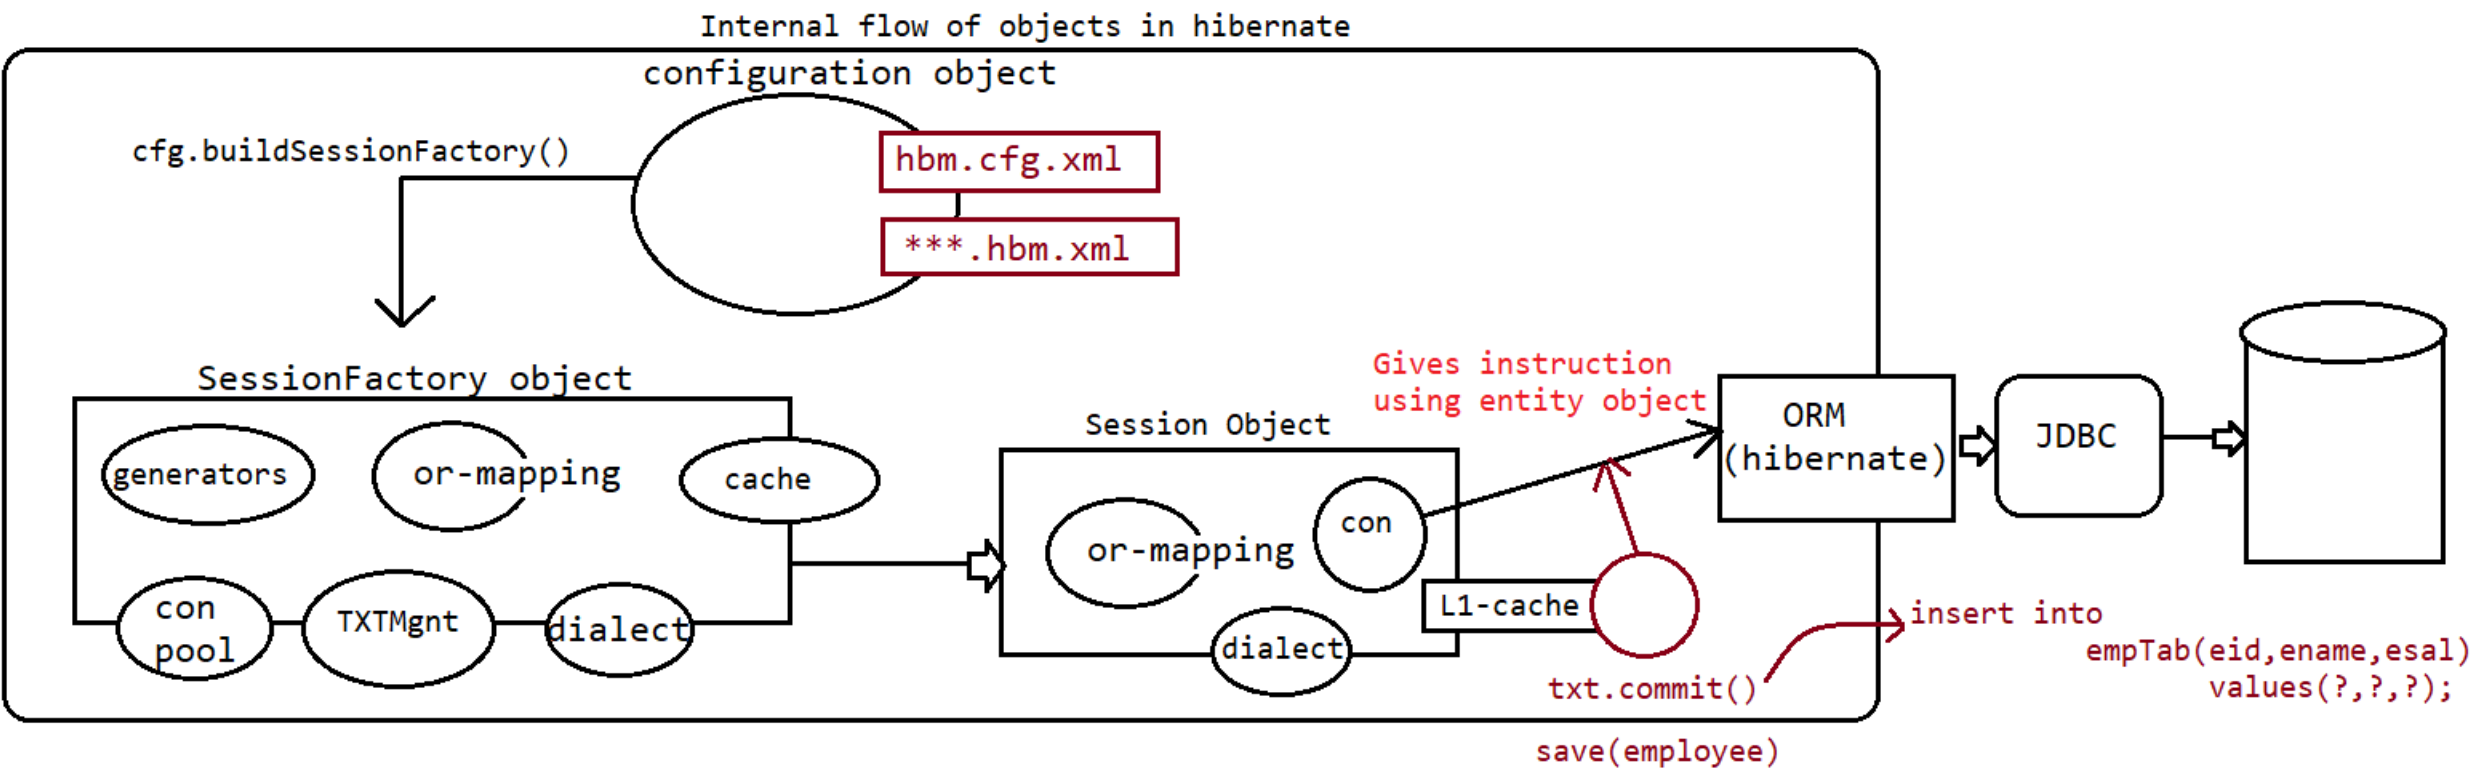 Internal flow of objects in hibernate
configuration object
cfg.buildSessionFactory()
hbm.cfg.xml
***.hbm.xml
SessionFactory object
generators
or-mapping
cache
con
pool
TXTMgnt
dialect
Session Object
or-mapping
con
L1-cache
dialect
Gives instruction
using entity object
ORM
(hibernate)
JDBC
txt.commit()
insert into
empTab(eid,ename,esal)
values(?,?,?);
save(employee)